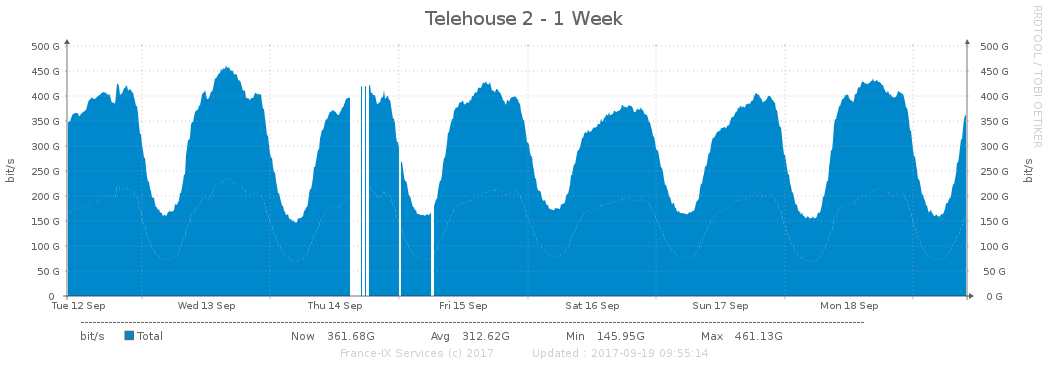 Telehouse 2 - 1 Week
RRDTOOL / TOBI OETIKER
bit/s
500 G 500 G
450 G 450 G
400 G 400 G
350 G 350 G
300 G 300 G
250 G 250 G
200 G 200 G
150 G 150 G
100 G 100 G
50 G 50 G
0 0 G
bit/s
Tue 12 Sep Wed 13 Sep Thu 14 Sep Fri 15 Sep Sat 16 Sep Sun 17 Sep Mon 18 Sep
bit/s Total Now 361.68G Avg 312.62G Min 145.95G Max 461.13G
France-IX Services (c) 2017 Updated : 2017-09-19 09:55:14